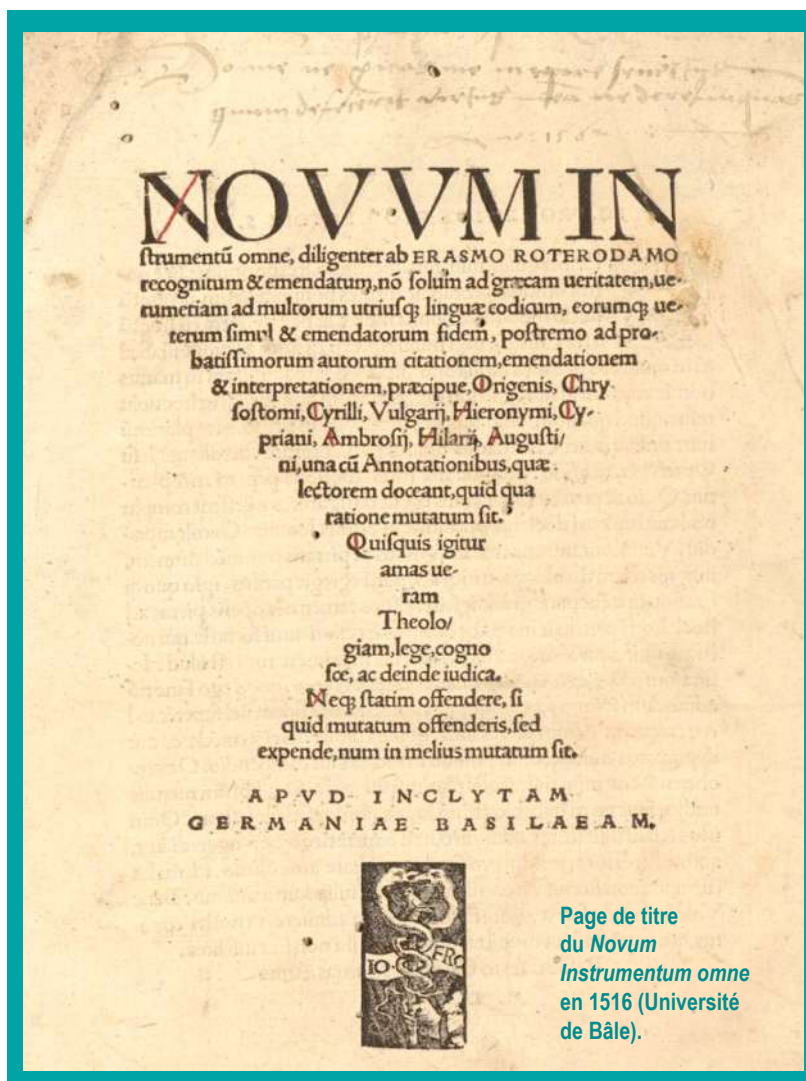 NOVVM IN
strumentū omne, diligenter ab ERASMO ROTERODAMO
recognitum & emendatum, nō solum ad græcam ueritatem, ue-
rumetiam ad multorum utriusq; linguæ codicum, eorumq; ue-
terum simul & emendatorum fidem, postremo ad pro-
batissimorum autorum citationem, emendationem
& interpretationem, præcipue, Origenis, Chry-
sostomi, Cyrilli, Vulgarij, Hieronymi, Cy-
priani, Ambrosij, Hilarij, Augusti/
ni, una cū Annotationibus, quæ
lectorem doceant, quid qua
ratione mutatum sit.
Quisquis igitur
amas ue-
ram
Theolo/
giam, lege, cogno
sce, ac deinde iudica.
Neq; statim offendere, si
quid mutatum offenderis, sed
expende, num in melius mutatum sit.
APVD INCLYTAM
GERMANIAE BASILAEAM.
IO FRO
Page de titre
du Novum
Instrumentum omne
en 1516 (Université
de Bâle).